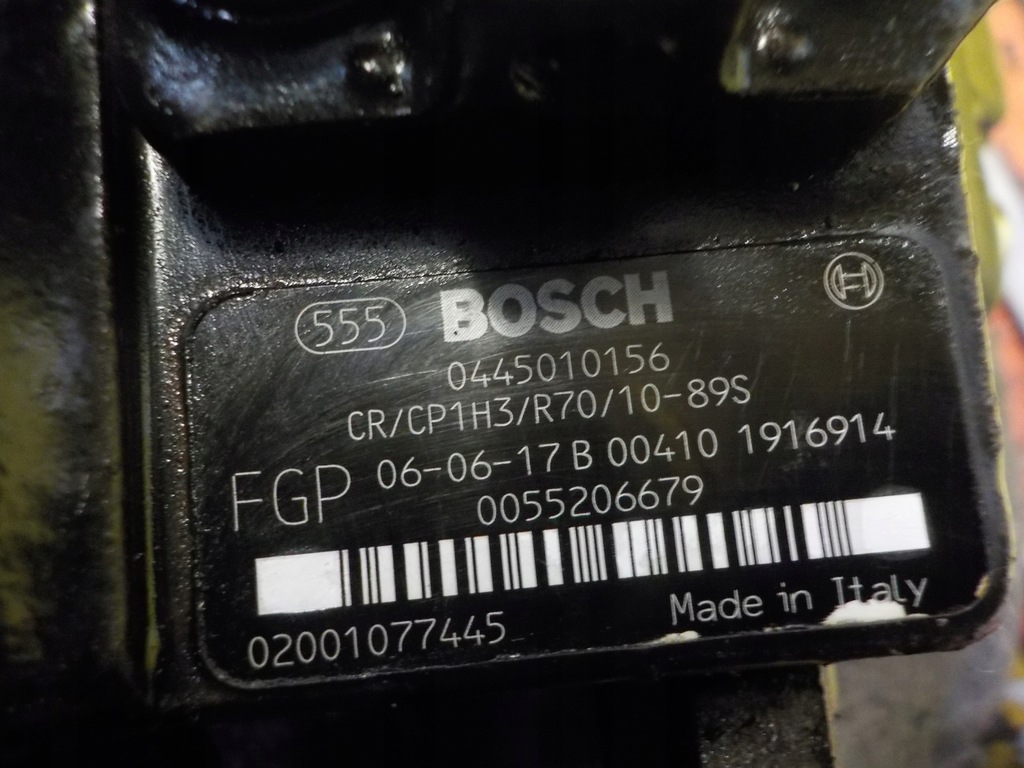 555 BOSCH
0445010156
CR/CP1H3/R70/10-89S
FGP 06-06-17 B 00410 1916914
0055206679
02001077445 Made in Italy